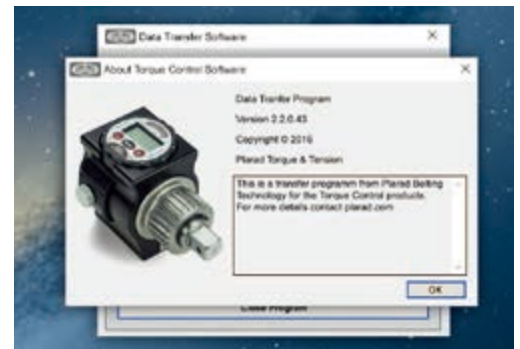 Data Transfer Software
About Torque Control Software
Data Tranfer Program
Version 2.2.0.43
Copyright © 2016
Plarad Torque & Tension
This is a transfer programm from Plarad Bolting
Technology for the Torque Control products.
For more details contact plarad.com
OK
Close Program